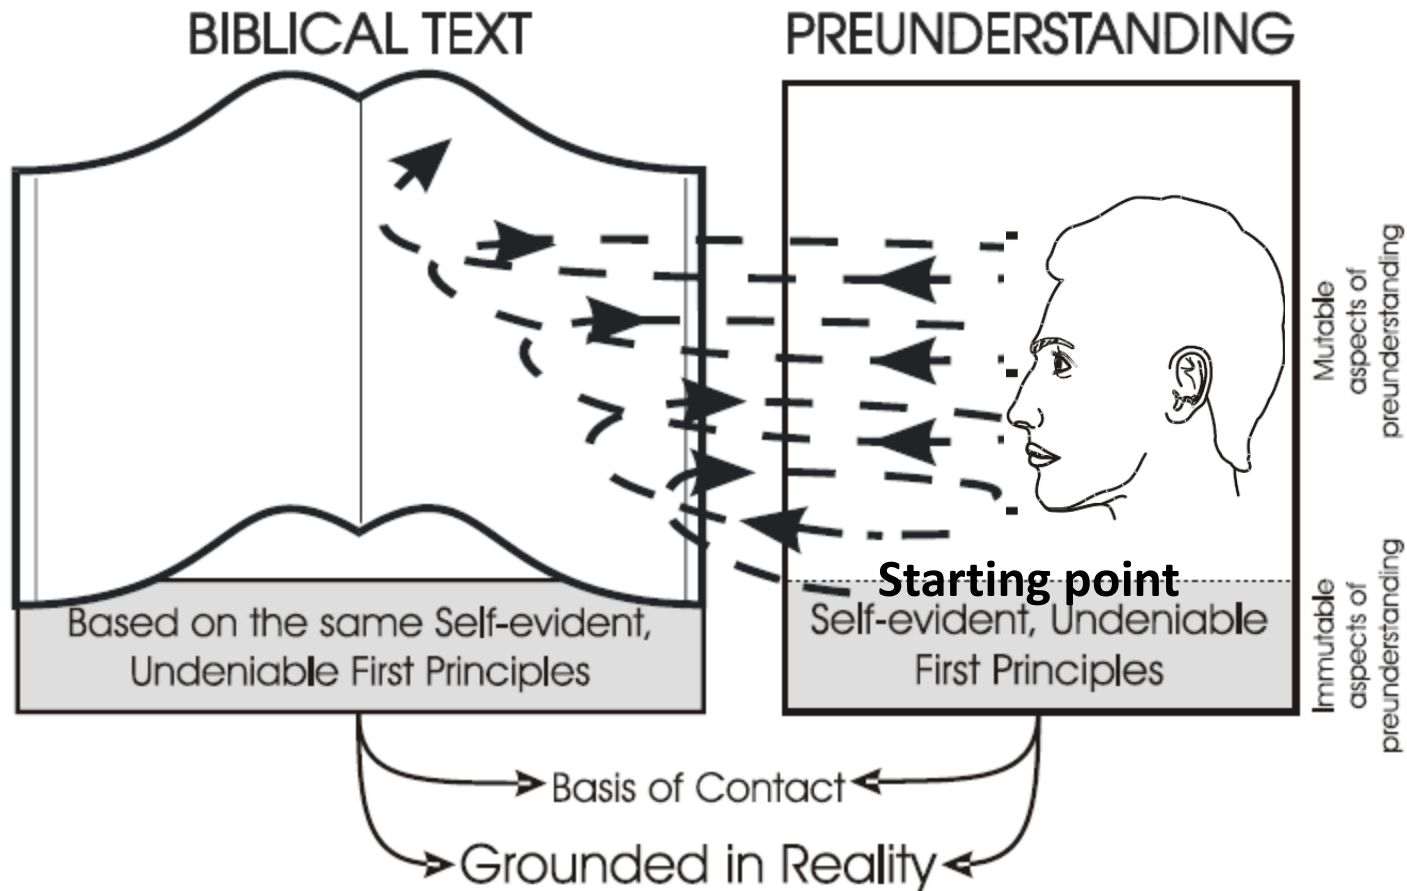 BIBLICAL TEXT
PREUNDERSTANDING
Mutable
aspects of
preunderstanding
Starting point
Based on the same Self-evident,
Undeniable First Principles
Self-evident, Undeniable
First Principles
Immutable
aspects of
preunderstanding
Basis of Contact
Grounded in Reality